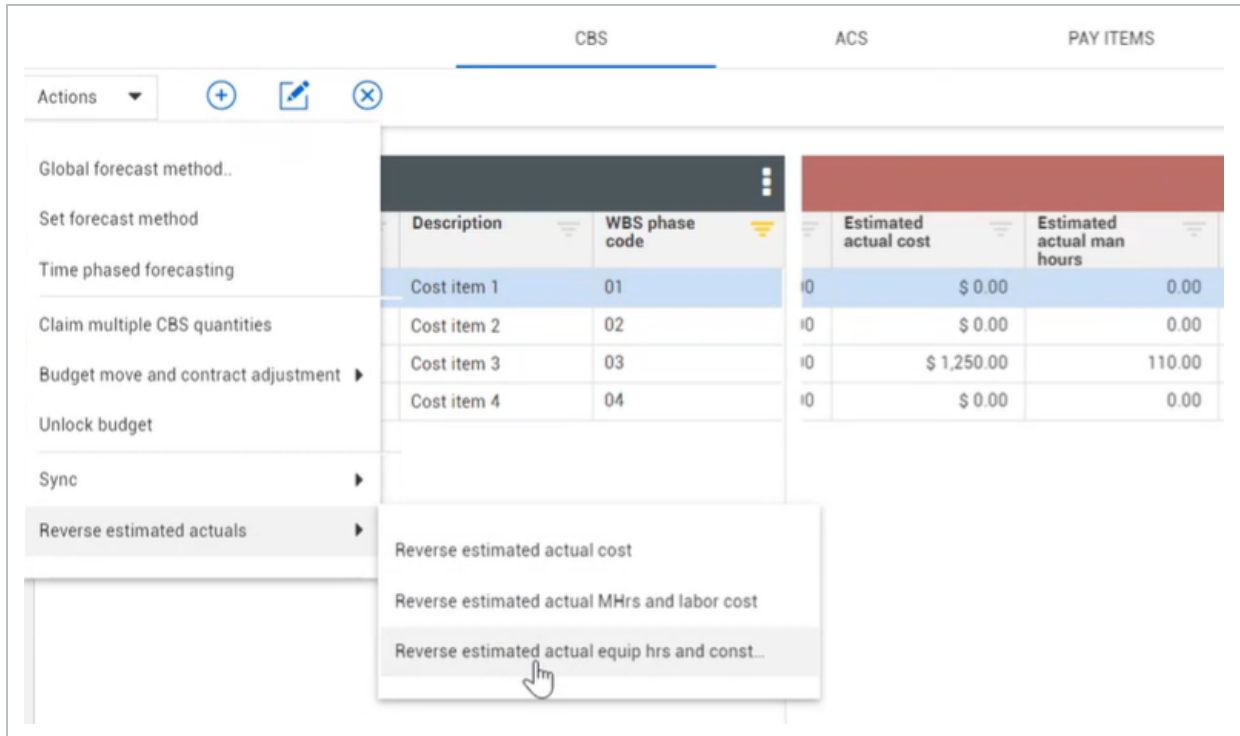 CBS ACS PAY ITEMS
Actions
Global forecast method..
Set forecast method
Time phased forecasting
Claim multiple CBS quantities
Budget move and contract adjustment
Unlock budget
Sync
Reverse estimated actuals
Reverse estimated actual cost
Reverse estimated actual MHrs and labor cost
Reverse estimated actual equip hrs and const...
Description WBS phase
code
Estimated
actual cost
Estimated
actual man
hours
Cost item 1 01 $ 0.00 0.00
Cost item 2 02 $ 0.00 0.00
Cost item 3 03 $ 1,250.00 110.00
Cost item 4 04 $ 0.00 0.00